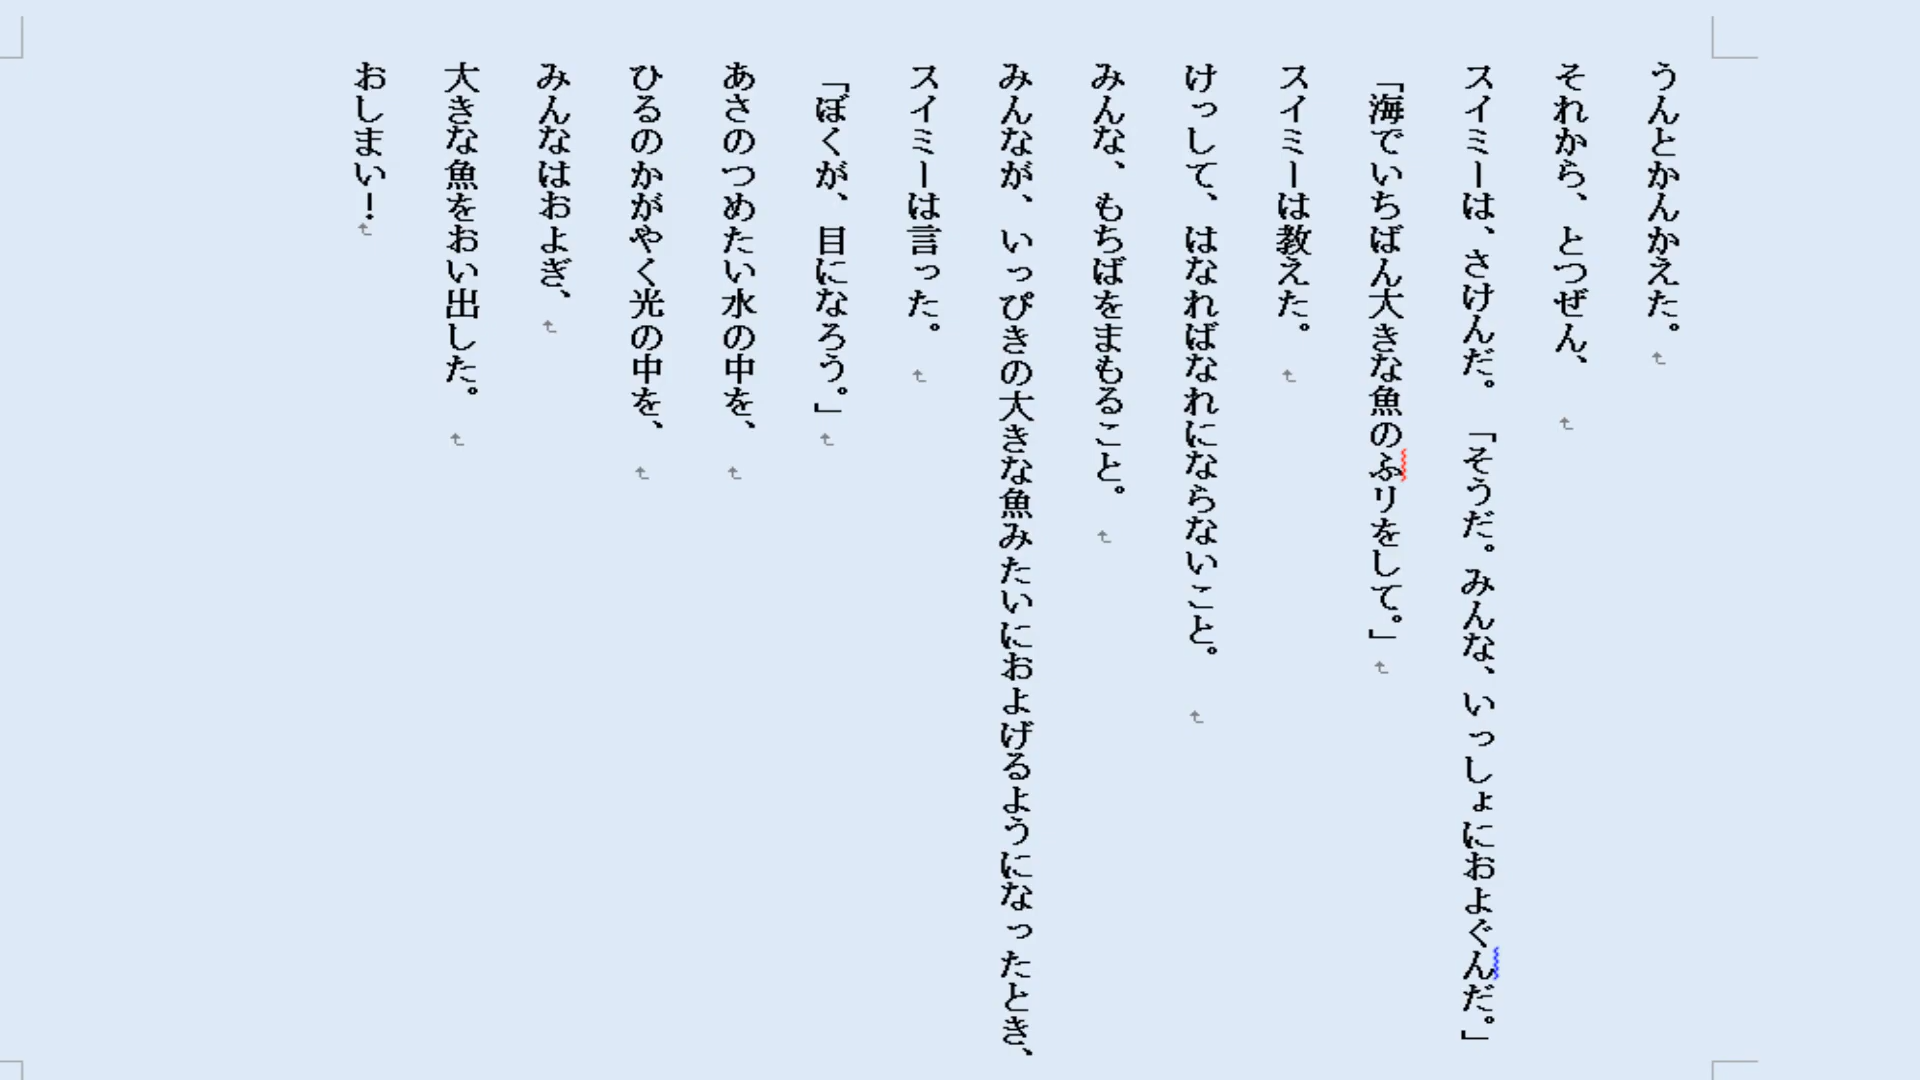 うんとかんかえた。
それから、とつぜん、
スイミーは、さけんだ。「そうだ。みんな、いっしょにおよぐんだ。」
「海でいちばん大きな魚のふリをして。」
スイミーは教えた。
けっして、はなればなれにならないこと。
みんな、もちばをまもること。
みんなが、いっぴきの大きな魚みたいにおよげるようになったとき、
スイミーは言った。
「ぼくが、目になろう。」
あさのつめたい水の中を、
ひるのかがやく光の中を、
みんなはおよぎ、
大きな魚をおい出した。
おしまい！